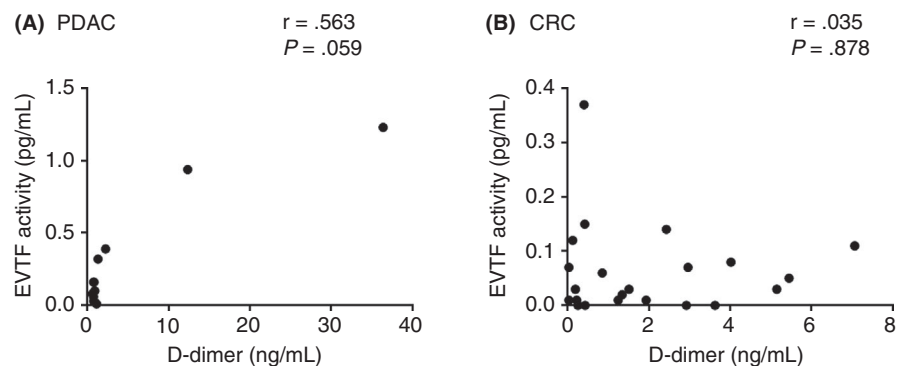 (A) PDAC
r = .563
P = .059
EVTF activity (pg/mL)
1.5
1.0
0.5
0.0
0 10 20 30 40
D-dimer (ng/mL)
(B) CRC
r = .035
P = .878
EVTF activity (pg/mL)
0.4
0.3
0.2
0.1
0.0
0 2 4 6 8
D-dimer (ng/mL)